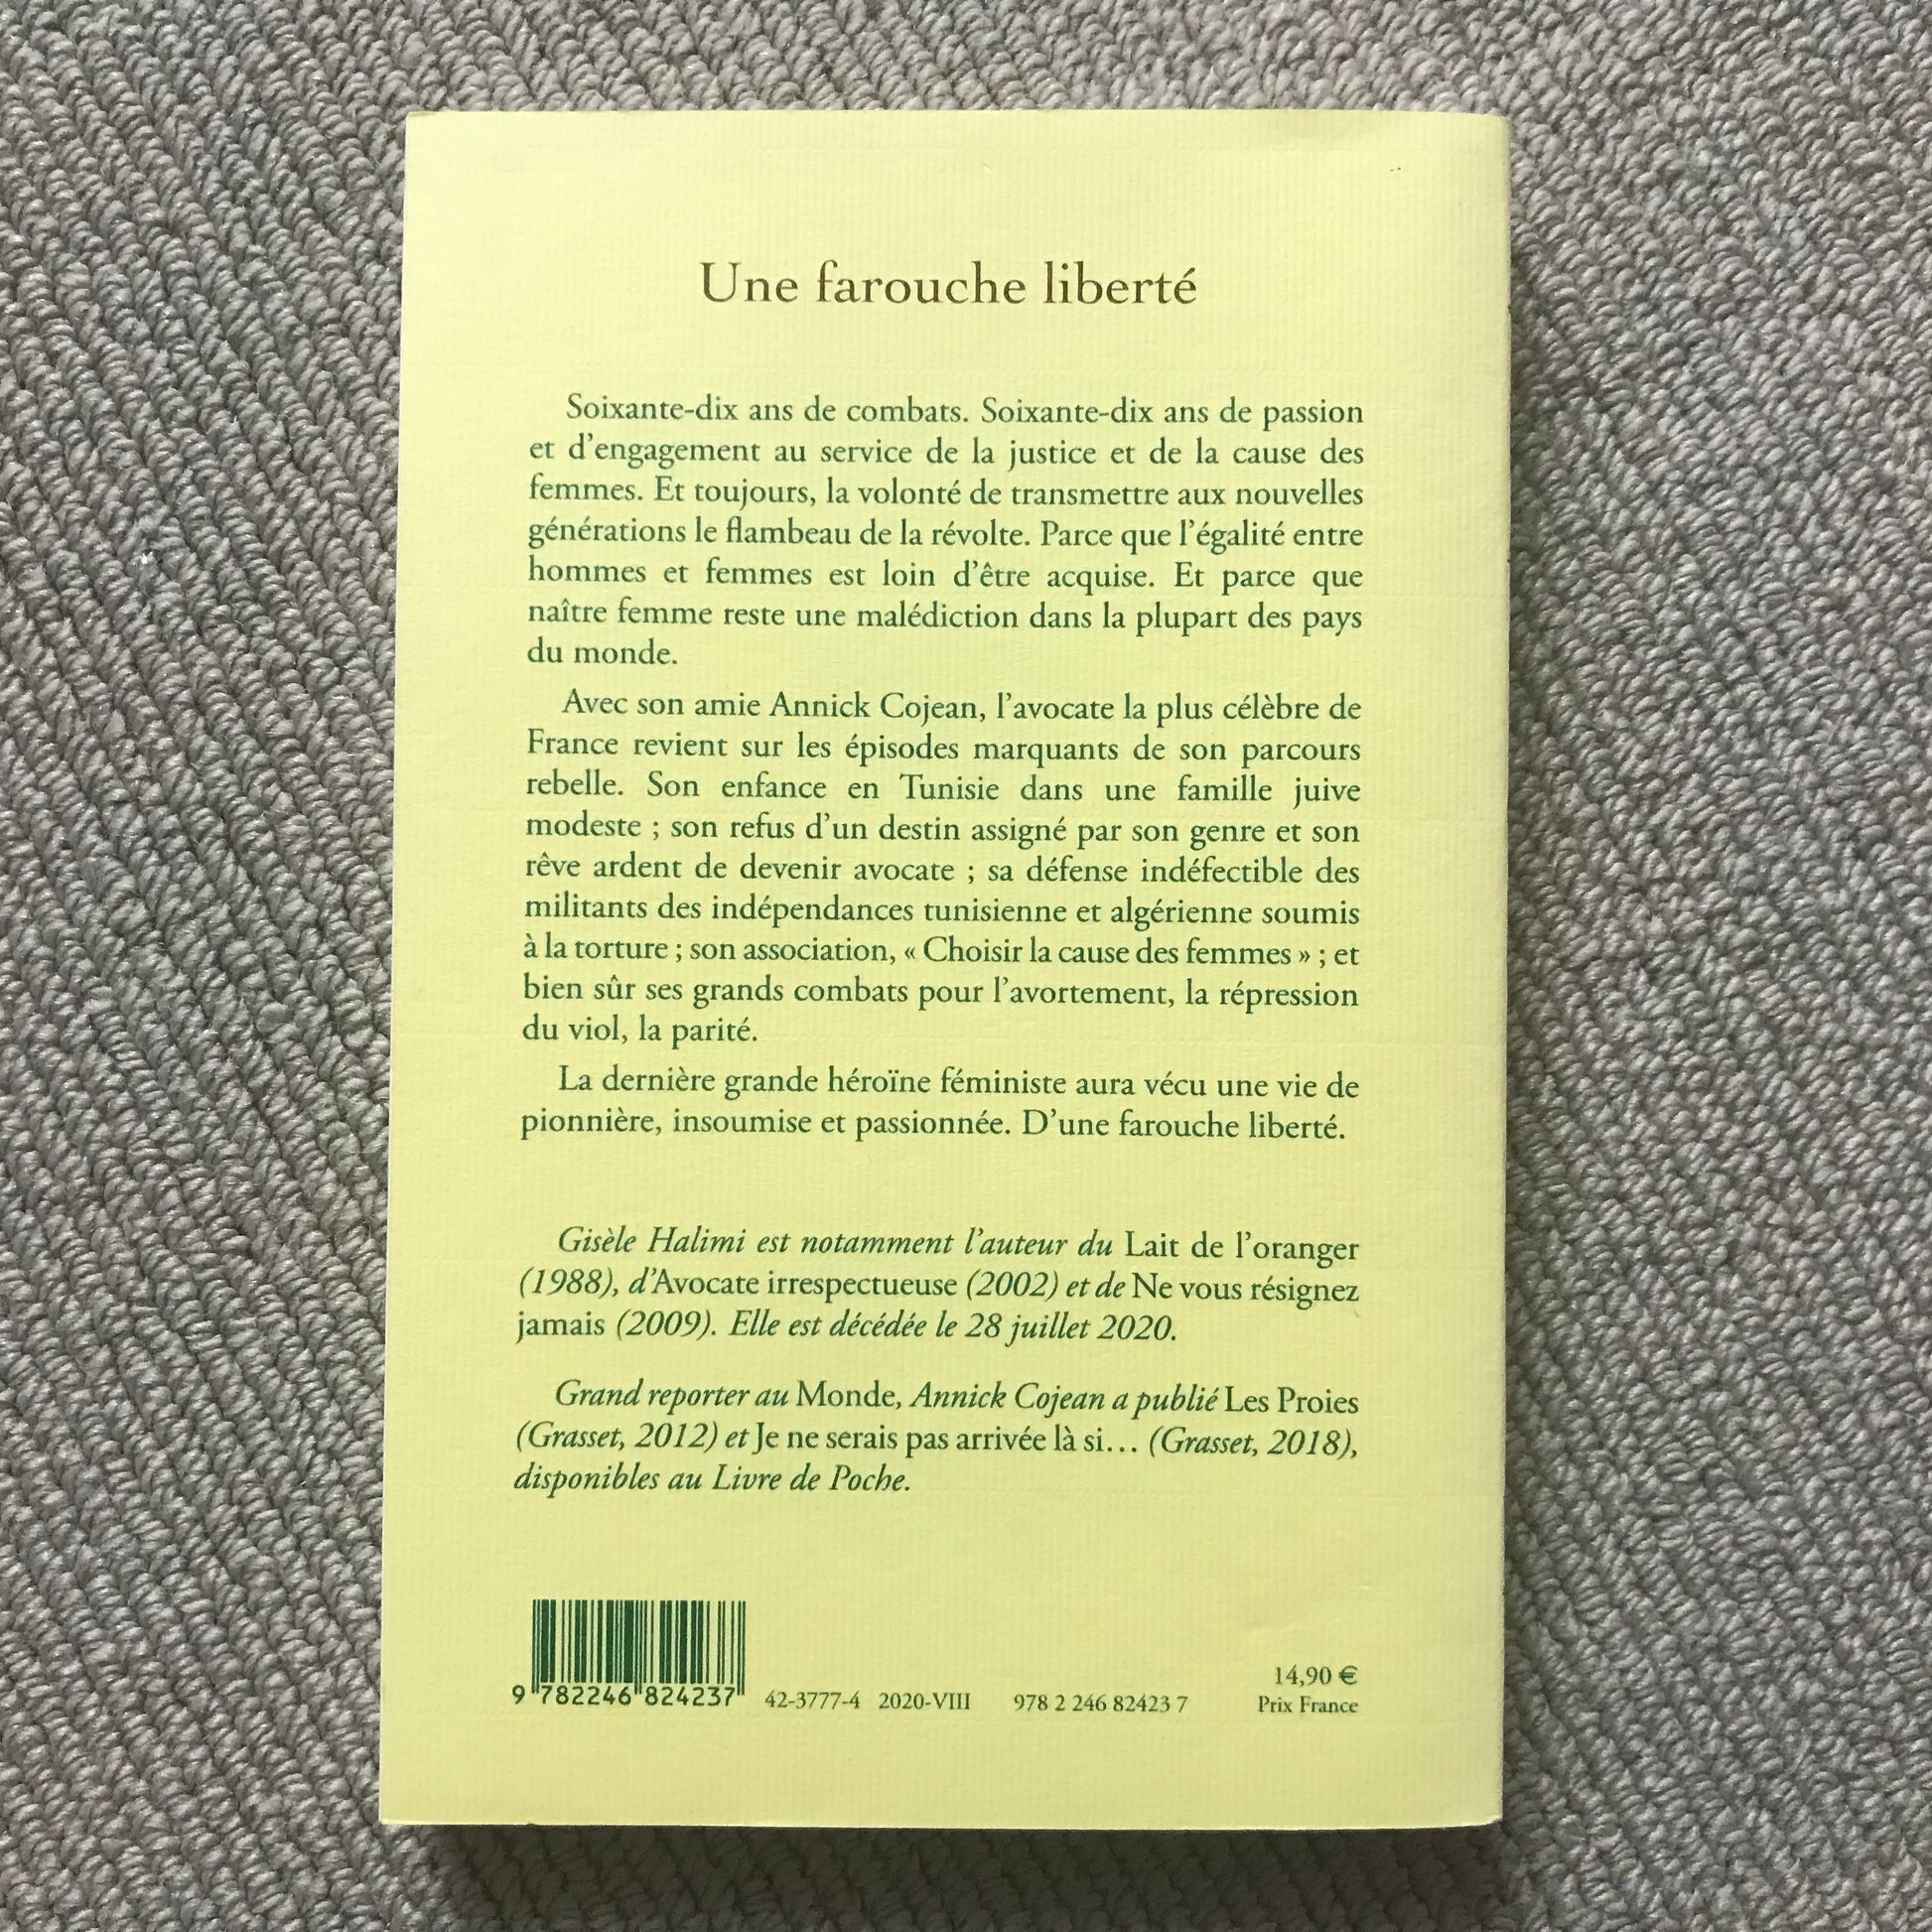 Une farouche liberté
Soixante-dix ans de combats. Soixante-dix ans de passion
et d'engagement au service de la justice et de la cause des
femmes. Et toujours, la volonté de transmettre aux nouvelles
générations le flambeau de la révolte. Parce que l'égalité entre
hommes et femmes est loin d'être acquise. Et parce que
naître femme reste une malédiction dans la plupart des pays
du monde.
Avec son amie Annick Cojean, l'avocate la plus célèbre de
France revient sur les épisodes marquants de son parcours
rebelle. Son enfance en Tunisie dans une famille juive
modeste ; son refus d'un destin assigné par son genre et son
rêve ardent de devenir avocate ; sa défense indéfectible des
militants des indépendances tunisienne et algérienne soumis
à la torture ; son association, « Choisir la cause des femmes » ; et
bien sûr ses grands combats pour l'avortement, la répression
du viol, la parité.
La dernière grande héroïne féministe aura vécu une vie de
pionnière, insoumise et passionnée. D'une farouche liberté.
Gisèle Halimi est notamment l'auteur du Lait de l'oranger
(1988), d'Avocate irrespectueuse (2002) et de Ne vous résignez
jamais (2009). Elle est décédée le 28 juillet 2020.
Grand reporter au Monde, Annick Cojean a publié Les Proies
(Grasset, 2012) et Je ne serais pas arrivée là si… (Grasset, 2018),
disponibles au Livre de Poche.
9 782246 824237
42-3777-4 2020-VIII 978 2 246 82423 7
14,90 €
Prix France